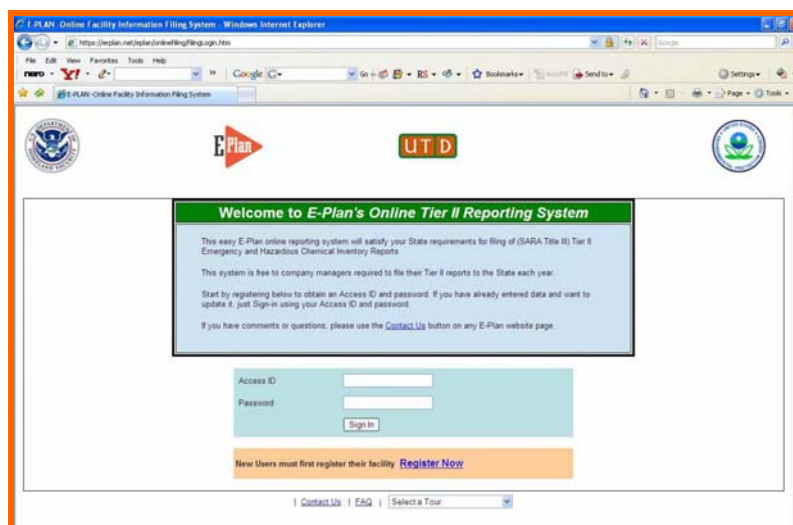 E-PLAN -Online Facility Information Filing System - Windows Internet Explorer
https://erplan.net/eplan/onlinefiling/filingLogin.htm
Google
File Edit View Favorites Tools Help
nero Y! Google G Go RS Bookmarks AutoFill Send to Settings
E-PLAN -Online Facility Information Filing System Page Tools
E Plan UTD
Welcome to E-Plan's Online Tier II Reporting System
This easy E-Plan online reporting system will satisfy your State requirements for filing of (SARA Title III) Tier II
Emergency and Hazardous Chemical Inventory Reports.
This system is free to company managers required to file their Tier II reports to the State each year.
Start by registering below to obtain an Access ID and password. If you have already entered data and want to
update it, just Sign-in using your Access ID and password.
If you have comments or questions, please use the Contact Us button on any E-Plan website page.
Access ID
Password
Sign In
New Users must first register their facility Register Now
| Contact Us | FAQ | Select a Tour